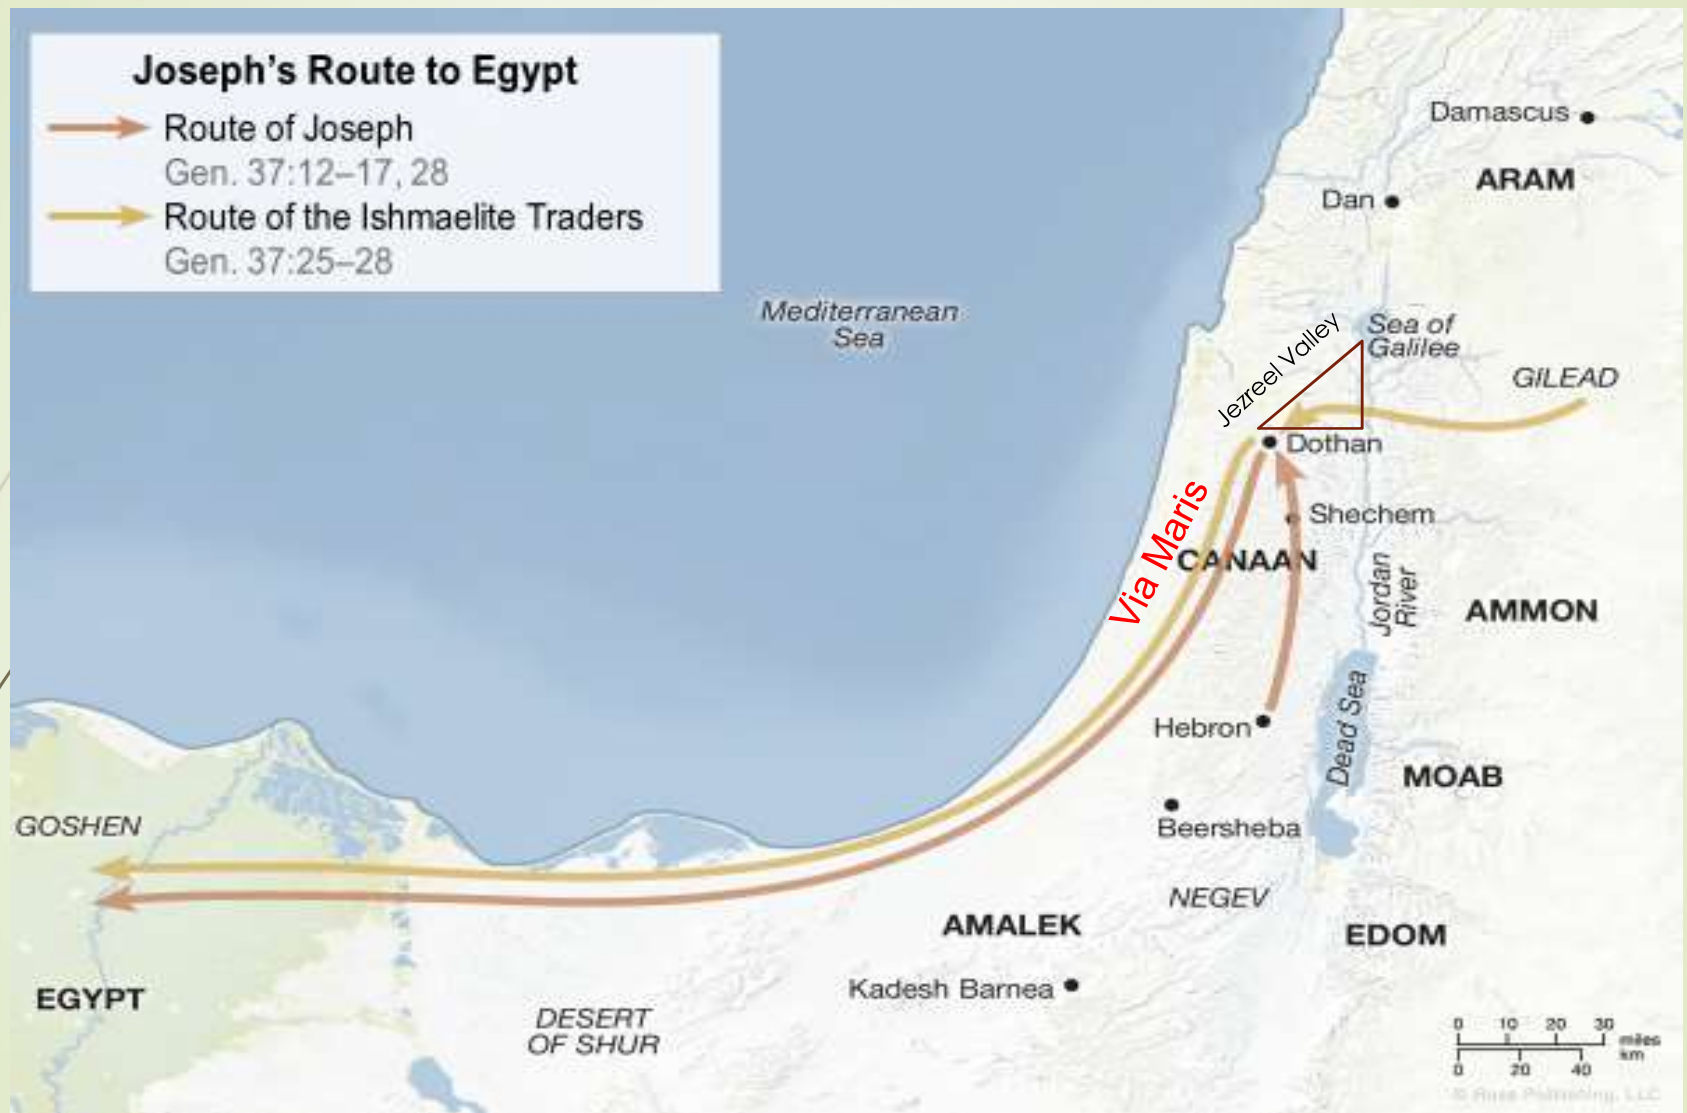 Joseph's Route to Egypt
Route of Joseph
Gen. 37:12–17, 28
Route of the Ishmaelite Traders
Gen. 37:25–28
Damascus
ARAM
Dan
Mediterranean
Sea
Sea of
Galilee
Jezreel Valley
GILEAD
Dothan
Shechem
Via Maris
CANAAN
Jordan
River
AMMON
Dead Sea
Hebron
MOAB
Beersheba
GOSHEN
NEGEV
AMALEK
EDOM
Kadesh Barnea
EGYPT
DESERT
OF SHUR
0 10 20 30
miles
km
0 20 40
© Rose Publishing, LLC